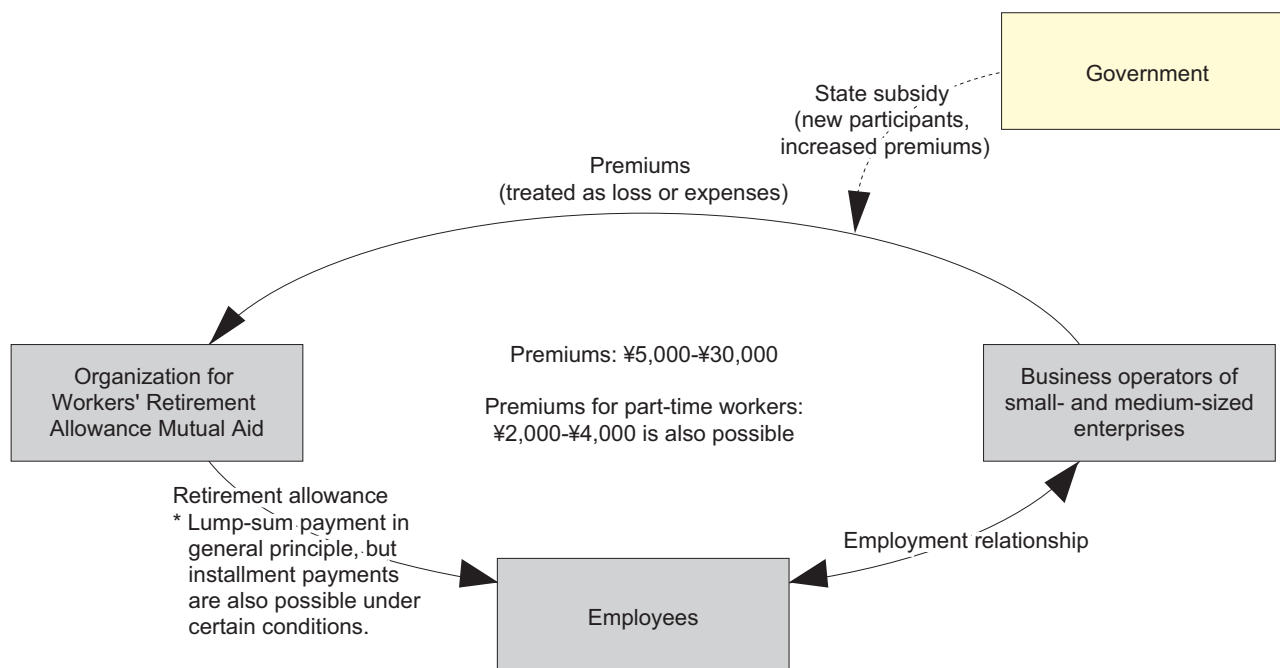 Government
State subsidy
(new participants,
increased premiums)
Premiums
(treated as loss or expenses)
Organization for
Workers' Retirement
Allowance Mutual Aid
Premiums: ¥5,000-¥30,000
Premiums for part-time workers:
¥2,000-¥4,000 is also possible
Business operators of
small- and medium-sized
enterprises
Retirement allowance
* Lump-sum payment in
general principle, but
installment payments
are also possible under
certain conditions.
Employment relationship
Employees